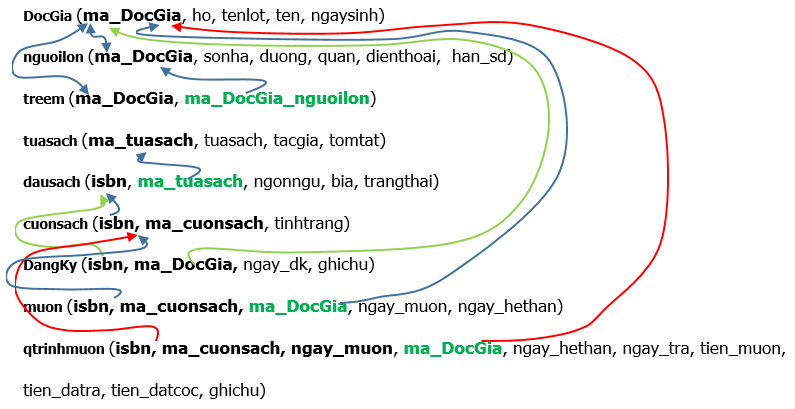 DocGia (ma_DocGia, ho, tenlot, ten, ngaysinh)
nguoilon (ma_DocGia, sonha, duong, quan, dienthoai, han_sd)
treem (ma_DocGia, ma_DocGia_nguoilon)
tuasach (ma_tuasach, tuasach, tacgia, tomtat)
dausach (isbn, ma_tuasach, ngonngu, bia, trangthai)
cuonsach (isbn, ma_cuonsach, tinhtrang)
DangKy (isbn, ma_DocGia, ngay_dk, ghichu)
muon (isbn, ma_cuonsach, ma_DocGia, ngay_muon, ngay_hethan)
qtrinhmuon (isbn, ma_cuonsach, ngay_muon, ma_DocGia, ngay_hethan, ngay_tra, tien_muon,
tien_datra, tien_datcoc, ghichu)